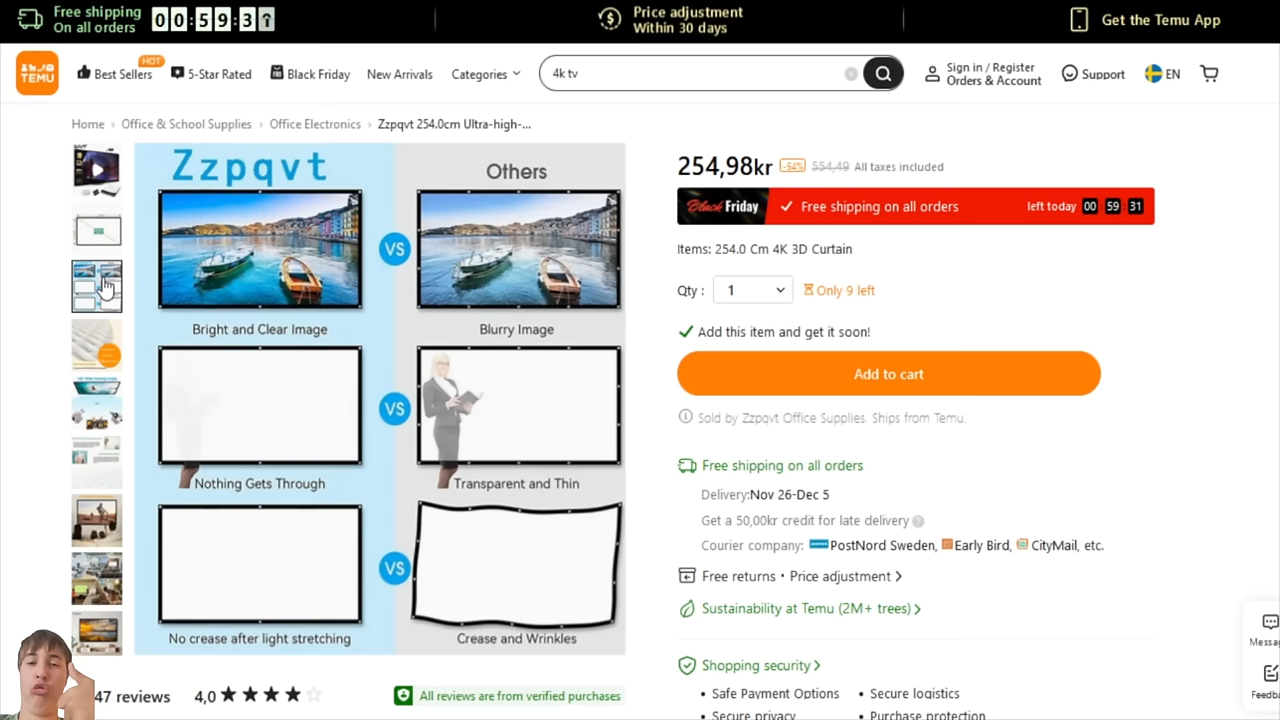 Free shipping
On all orders
00:59:3
Price adjustment
Within 30 days
Get the Temu App
TEMU
Best Sellers
HOT
5-Star Rated
Black Friday
New Arrivals
Categories
4k tv
Sign in / Register
Orders & Account
Support
EN
Home › Office & School Supplies › Office Electronics › Zzpqvt 254.0cm Ultra-high-...
Zzpqvt
Others
VS
Bright and Clear Image
Blurry Image
VS
Nothing Gets Through
Transparent and Thin
VS
No crease after light stretching
Crease and Wrinkles
47 reviews
4,0
All reviews are from verified purchases
254,98kr -54% 554,49 All taxes included
Black Friday
Free shipping on all orders
left today 00 59 31
Items: 254.0 Cm 4K 3D Curtain
Qty : 1
Only 9 left
Add this item and get it soon!
Add to cart
Sold by Zzpqvt Office Supplies, Ships from Temu.
Free shipping on all orders
Delivery:Nov 26-Dec 5
Get a 50,00kr credit for late delivery ?
Courier company: PostNord Sweden, Early Bird, CityMail, etc.
Free returns · Price adjustment >
Sustainability at Temu (2M+ trees) >
Shopping security >
• Safe Payment Options
• Secure logistics
• Secure privacy
• Purchase protection
Messa
Feedba